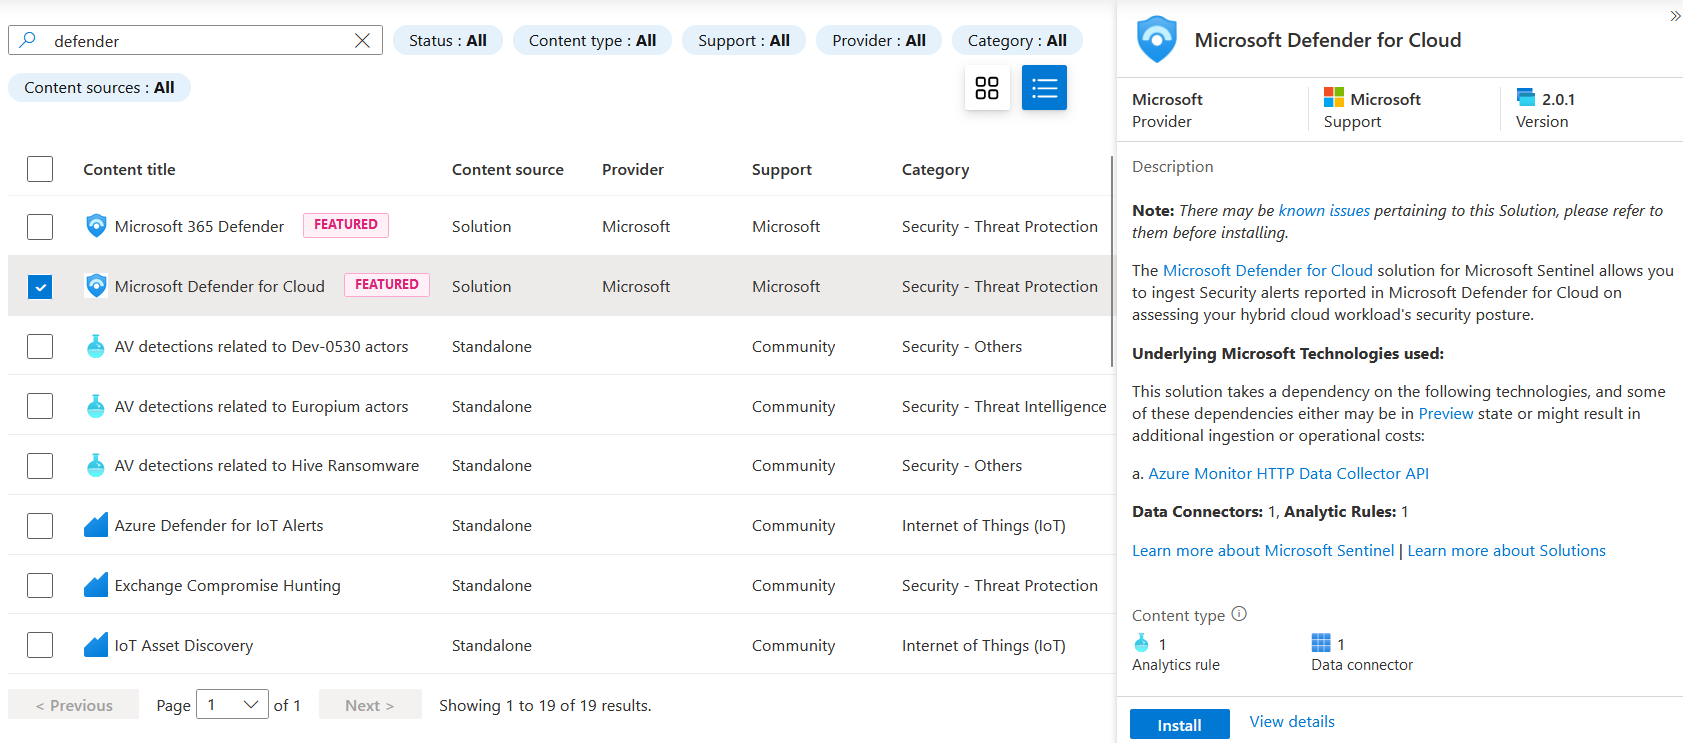 defender
Status : All
Content type : All
Support : All
Provider : All
Category : All
Content sources : All
Content title Content source Provider Support Category
Microsoft 365 Defender FEATURED Solution Microsoft Microsoft Security - Threat Protection
Microsoft Defender for Cloud FEATURED Solution Microsoft Microsoft Security - Threat Protection
AV detections related to Dev-0530 actors Standalone Community Security - Others
AV detections related to Europium actors Standalone Community Security - Threat Intelligence
AV detections related to Hive Ransomware Standalone Community Security - Others
Azure Defender for IoT Alerts Standalone Community Internet of Things (IoT)
Exchange Compromise Hunting Standalone Community Security - Threat Protection
IoT Asset Discovery Standalone Community Internet of Things (IoT)
< Previous Page 1 of 1 Next > Showing 1 to 19 of 19 results.
Microsoft Defender for Cloud
Microsoft
Provider
Microsoft
Support
2.0.1
Version
Description
Note: There may be known issues pertaining to this Solution, please refer to
them before installing.
The Microsoft Defender for Cloud solution for Microsoft Sentinel allows you
to ingest Security alerts reported in Microsoft Defender for Cloud on
assessing your hybrid cloud workload's security posture.
Underlying Microsoft Technologies used:
This solution takes a dependency on the following technologies, and some
of these dependencies either may be in Preview state or might result in
additional ingestion or operational costs:
a. Azure Monitor HTTP Data Collector API
Data Connectors: 1, Analytic Rules: 1
Learn more about Microsoft Sentinel | Learn more about Solutions
Content type
1
Analytics rule
1
Data connector
Install View details